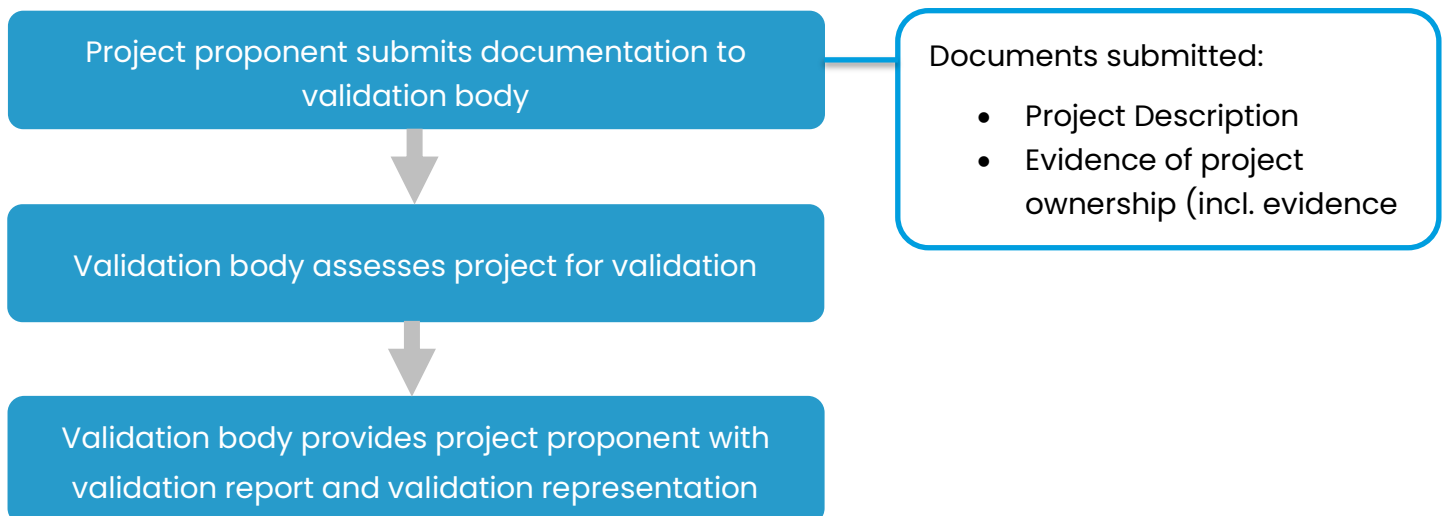 Project proponent submits documentation to
validation body
Documents submitted:
• Project Description
• Evidence of project
ownership (incl. evidence
Validation body assesses project for validation
Validation body provides project proponent with
validation report and validation representation